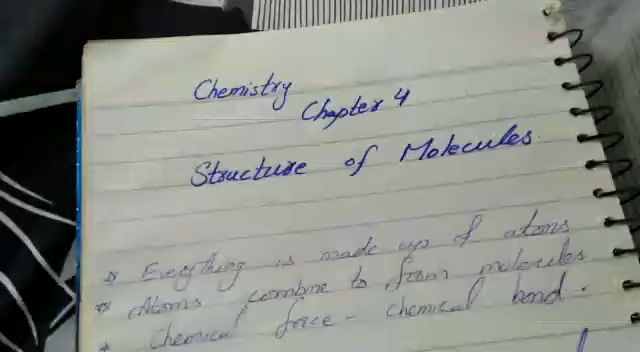 Chemistry
Chapter 4
Structure of Molecules.
Everything is made up of atoms
Atoms combine to from molecules
* Chemical force - chemical bond.